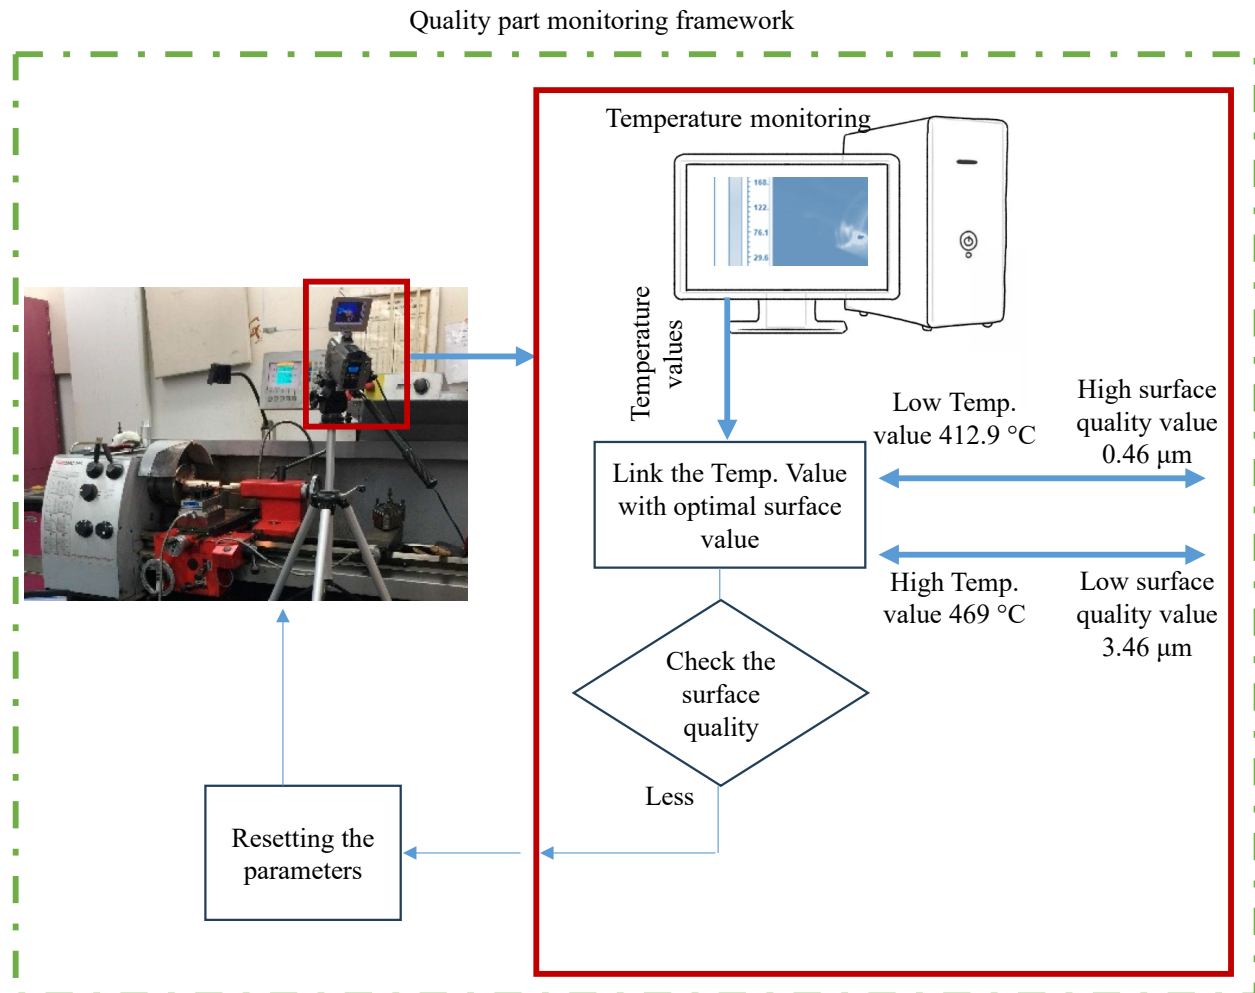 Quality part monitoring framework
Temperature monitoring
168.
122.
76.1
29.6
Temperature
values
Low Temp.
value 412.9 °C
High surface
quality value
0.46 μm
Link the Temp. Value
with optimal surface
value
High Temp.
value 469 °C
Low surface
quality value
3.46 μm
Check the
surface
quality
Less
Resetting the
parameters